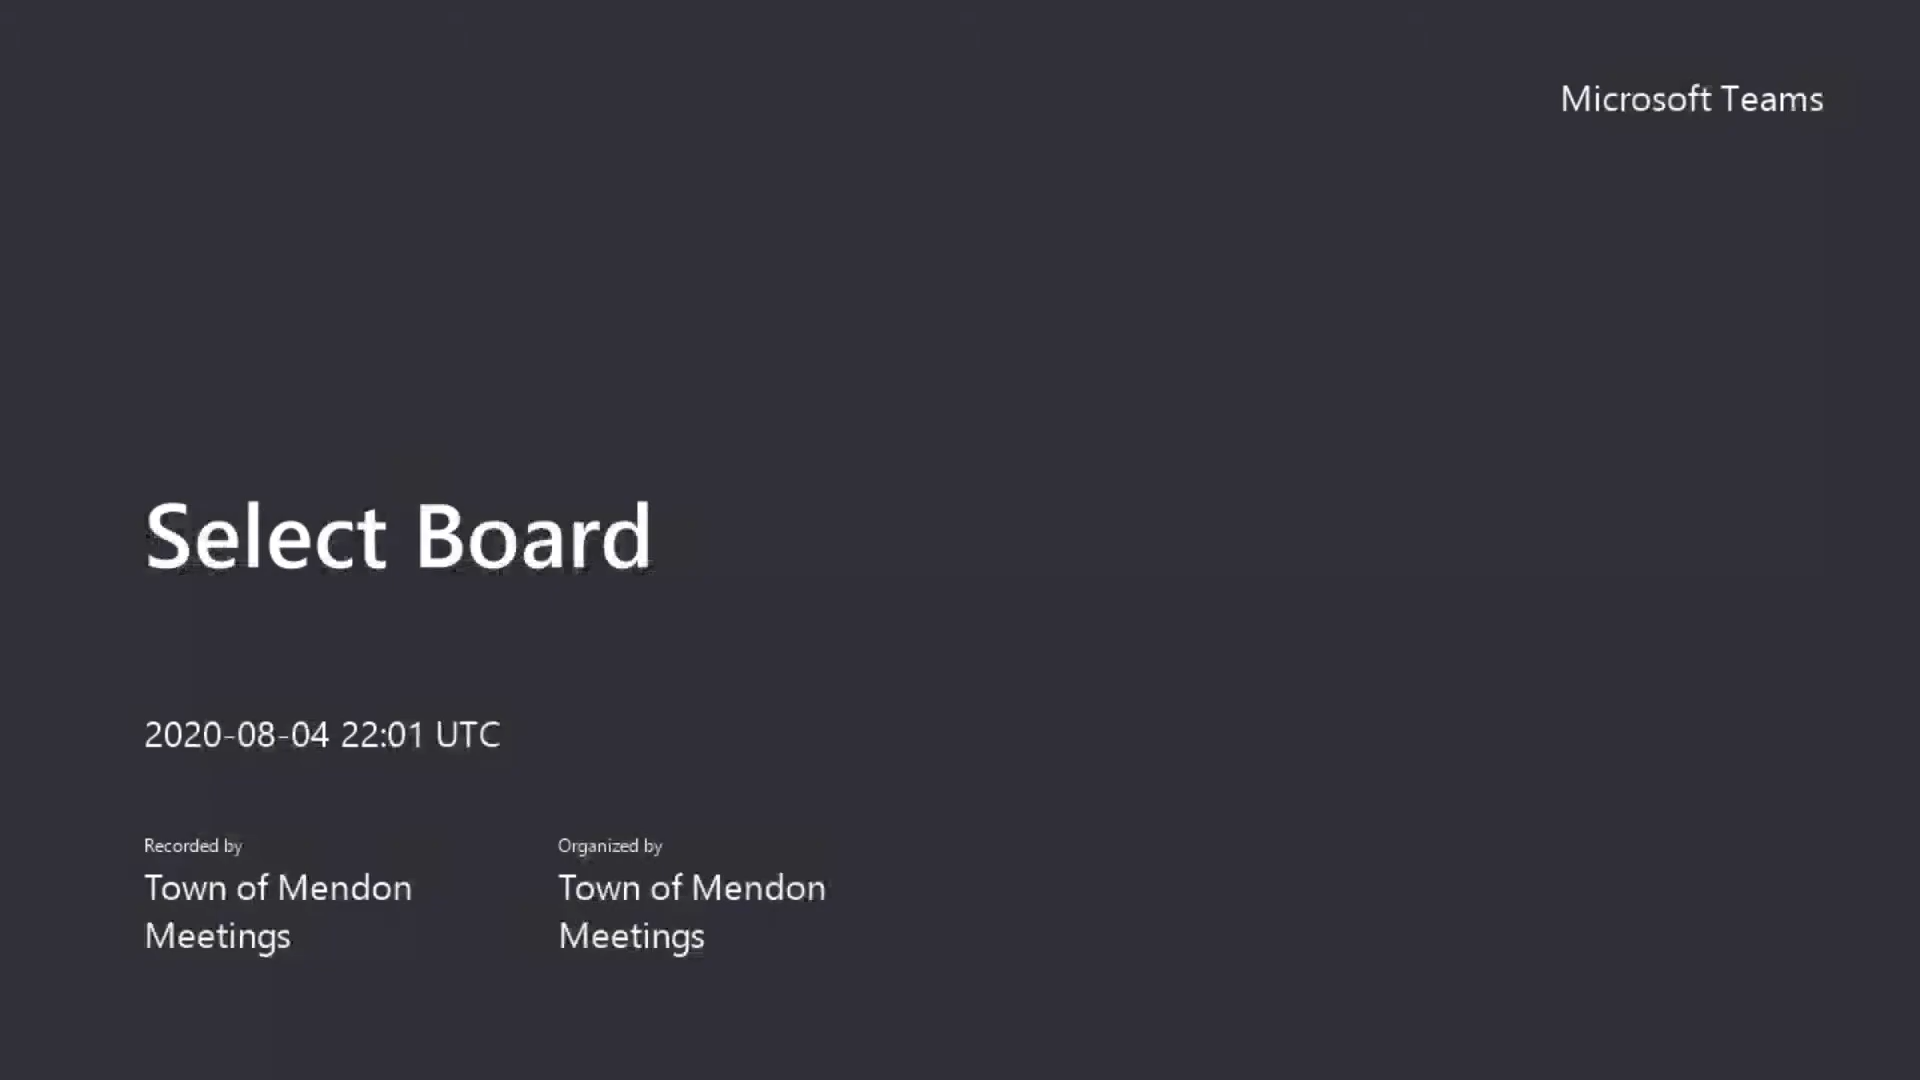 Microsoft Teams
Select Board
2020-08-04 22:01 UTC
Recorded by
Town of Mendon
Meetings
Organized by
Town of Mendon
Meetings